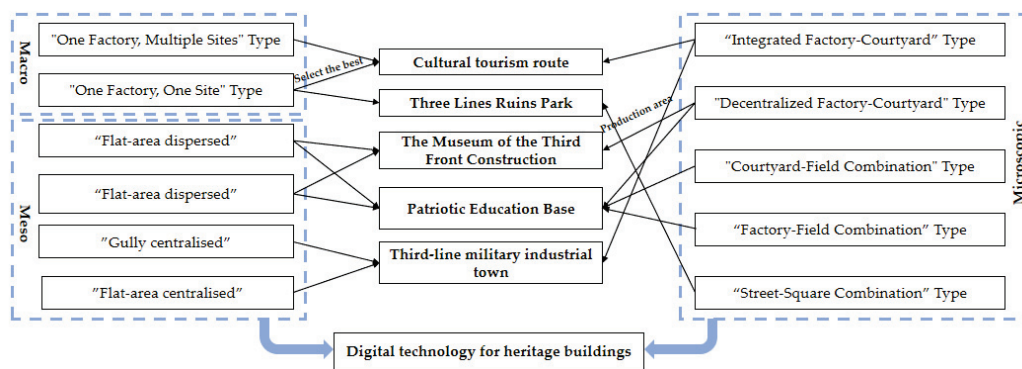 Macro
"One Factory, Multiple Sites" Type
"One Factory, One Site" Type
Meso
“Flat-area dispersed”
“Flat-area dispersed”
”Gully centralised”
“Flat-area centralised”
Select the best
Cultural tourism route
Three Lines Ruins Park
Production area
The Museum of the Third
Front Construction
Patriotic Education Base
Third-line military industrial
town
Microscopic
“Integrated Factory-Courtyard” Type
"Decentralized Factory-Courtyard" Type
"Courtyard-Field Combination" Type
“Factory-Field Combination” Type
“Street-Square Combination” Type
Digital technology for heritage buildings